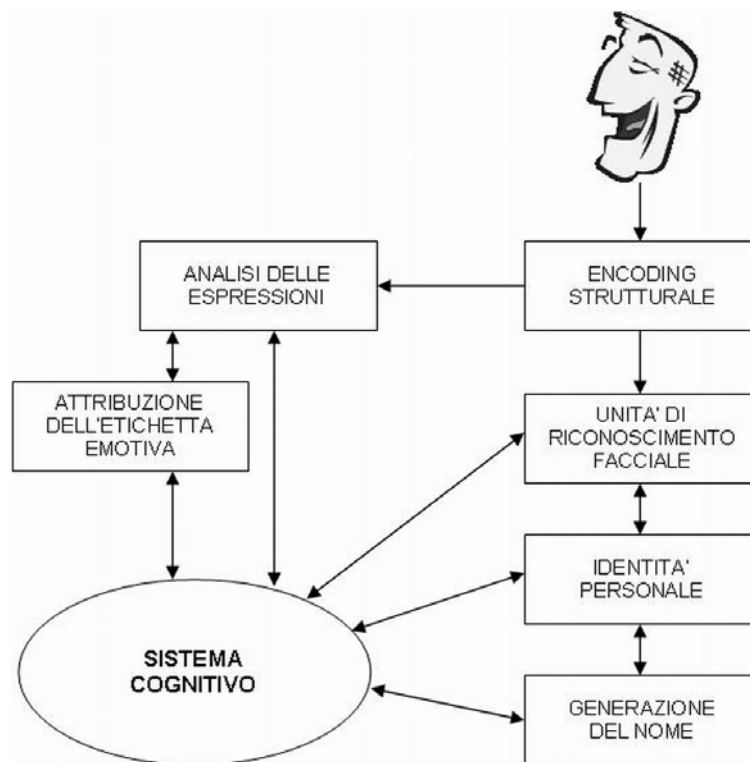 ANALISI DELLE
ESPRESSIONI
ENCODING
STRUTTURALE
ATTRIBUZIONE
DELL'ETICHETTA
EMOTIVA
UNITA' DI
RICONOSCIMENTO
FACCIALE
IDENTITA'
PERSONALE
SISTEMA
COGNITIVO
GENERAZIONE
DEL NOME